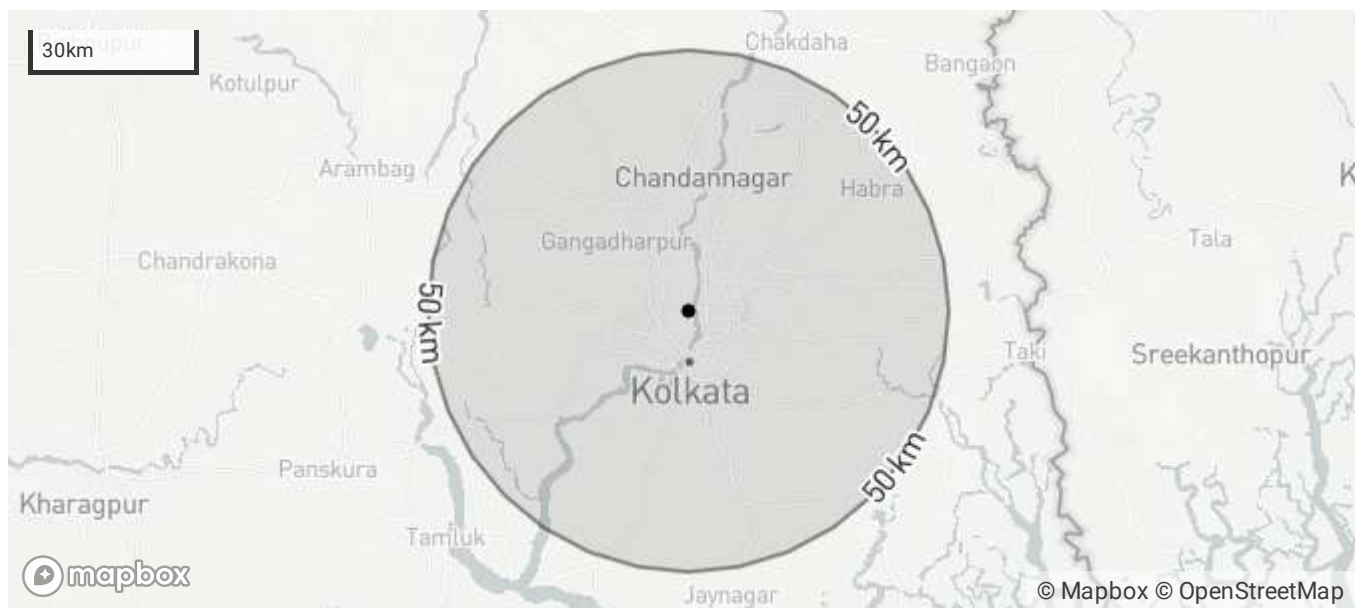 30km
Chakdaha
Bangaon
Kotulpur
50 km
Arambag
Chandannagar
Habra
K
Gangadharpur
Tala
Chandrakona
50 km
Taki
Sreekanthopur
Kolkata
50 km
Panskura
Kharagpur
Tamluk
mapbox
Jaynagar
© Mapbox © OpenStreetMap